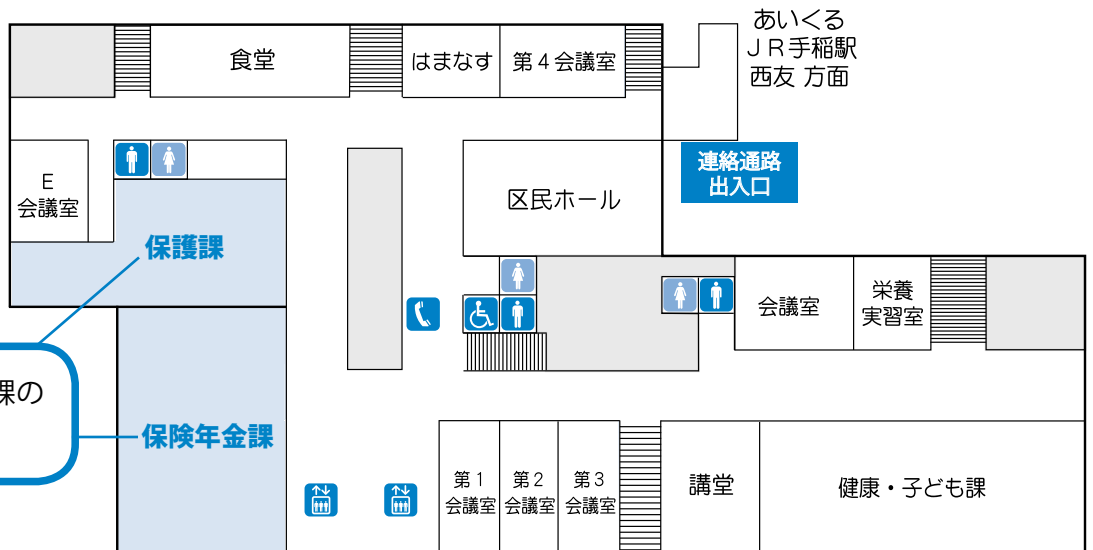 あいくる
ＪＲ手稲駅
西友 方面
食堂
はまなす
第４会議室
連絡通路
出入口
E
会議室
区民ホール
保護課
会議室
栄養
実習室
課の
保険年金課
第１
会議室
第２
会議室
第３
会議室
講堂
健康・子ども課